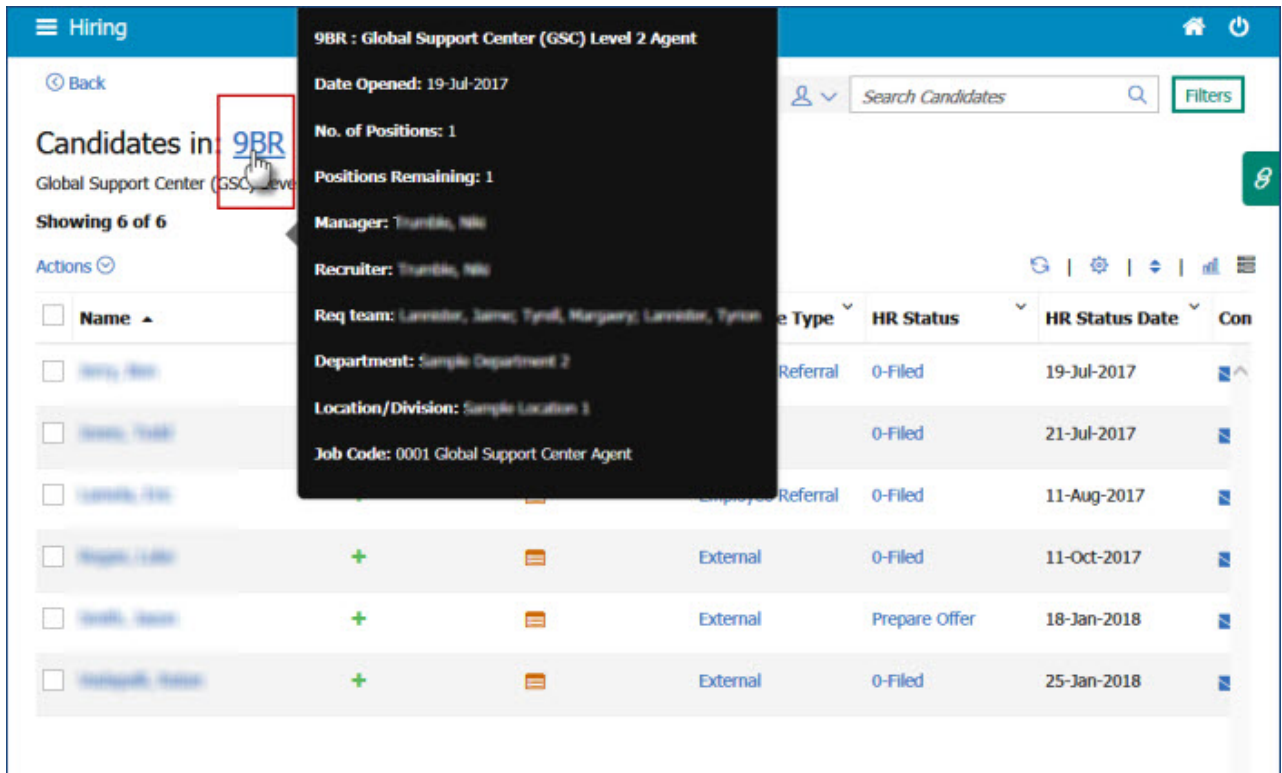 Hiring
Back
Search Candidates
Filters
Candidates in: 9BR
Global Support Center (GSC)
Showing 6 of 6
Actions
9BR : Global Support Center (GSC) Level 2 Agent
Date Opened: 19-Jul-2017
No. of Positions: 1
Positions Remaining: 1
Manager:
Recruiter:
Req team:
Department:
Location/Division:
Job Code: 0001 Global Support Center Agent
Name e Type HR Status HR Status Date Con
Referral 0-Filed 19-Jul-2017
0-Filed 21-Jul-2017
Employee Referral 0-Filed 11-Aug-2017
External 0-Filed 11-Oct-2017
External Prepare Offer 18-Jan-2018
External 0-Filed 25-Jan-2018